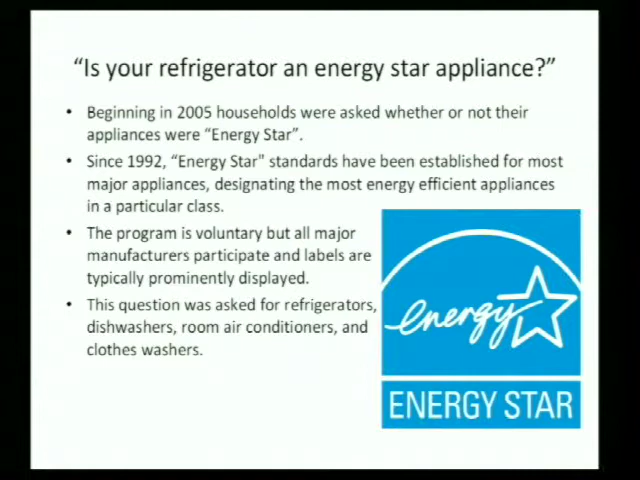 “Is your refrigerator an energy star appliance?”
• Beginning in 2005 households were asked whether or not their
appliances were “Energy Star”.
• Since 1992, “Energy Star" standards have been established for most
major appliances, designating the most energy efficient appliances
in a particular class.
• The program is voluntary but all major
manufacturers participate and labels are
typically prominently displayed.
• This question was asked for refrigerators,
dishwashers, room air conditioners, and
clothes washers.
energy
ENERGY STAR